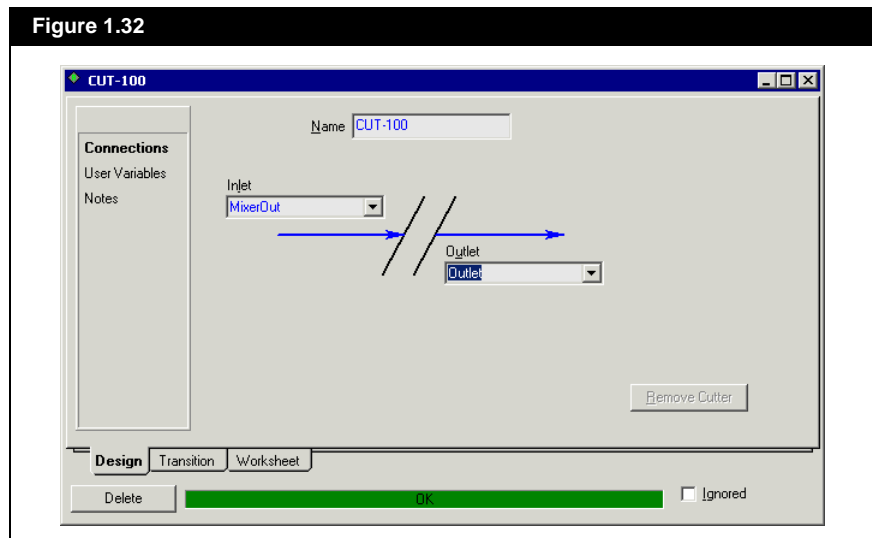 Figure 1.32
CUT-100
Name CUT-100
Connections
User Variables
Notes
Inlet
MixerOut
Outlet
Outlet
Remove Cutter
Design Transition Worksheet
Delete OK Ignored